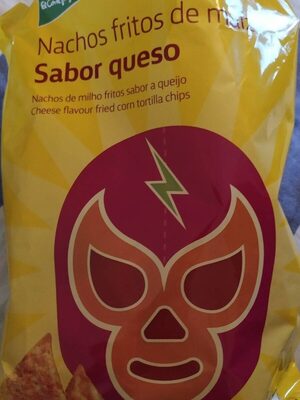 Nachos fritos de
Sabor queso
Nachos de milho fritos sabor a queijo
Cheese flavour fried corn tortilla chips